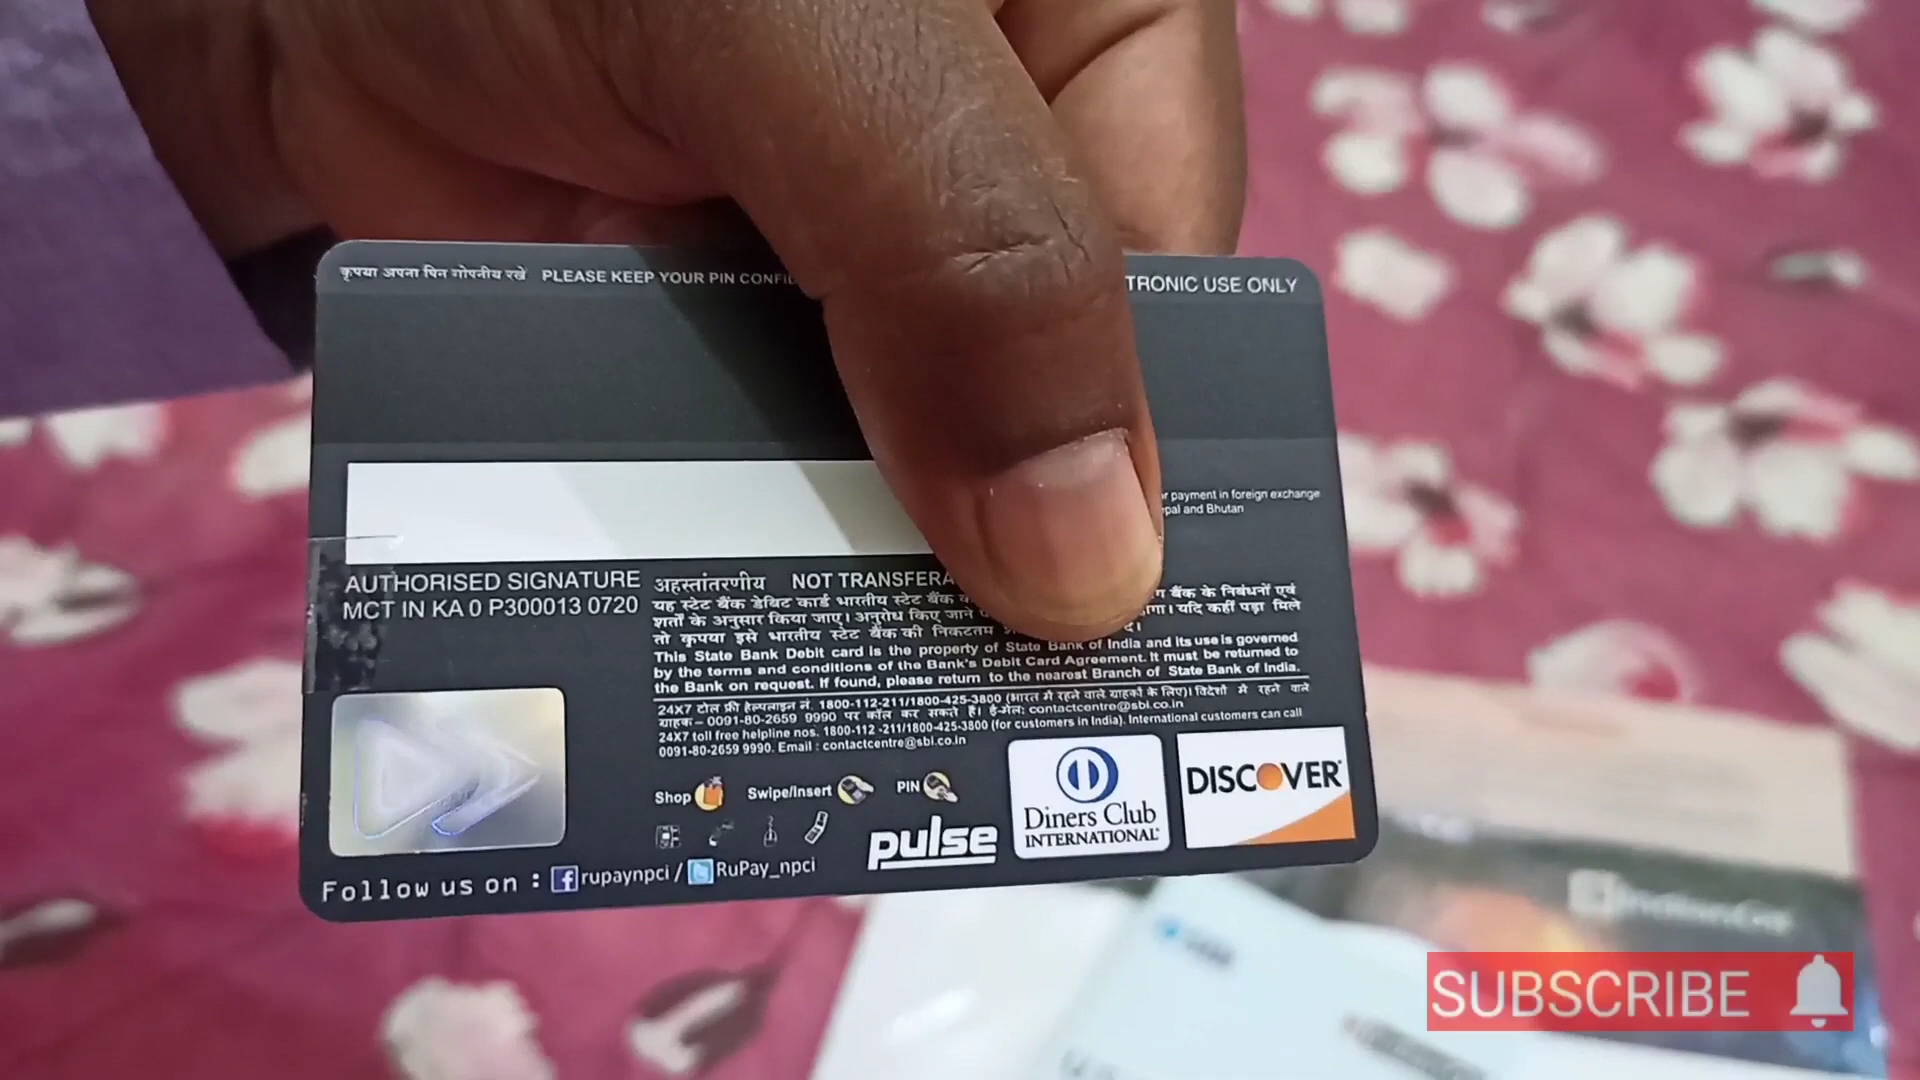 कृपया अपना पिन गोपनीय रखें PLEASE KEEP YOUR PIN CONFID
TRONIC USE ONLY
r payment in foreign exchange
pal and Bhutan
AUTHORISED SIGNATURE
MCT IN KA 0 P300013 0720
अहस्तांतरणीय NOT TRANSFERA
यह स्टेट बैंक डेबिट कार्ड भारतीय स्टेट बैंक क
ग बैंक के निबंधनों एवं
शर्तों के अनुसार किया जाए। अनुरोध किए जाने
गा। यदि कहीं पड़ा मिले
तो कृपया इसे भारतीय स्टेट बैंक की निकटतम
दें।
This State Bank Debit card is the property of State Bank of India and its use is governed
by the terms and conditions of the Bank's Debit Card Agreement. It must be returned to
the Bank on request. If found, please return to the nearest Branch of State Bank of India.
24X7 टोल फ्री हेल्पलाइन नं. 1800-112-211/1800-425-3800 (भारत में रहने वाले ग्राहकों के लिए)। विदेशों में रहने वाले
ग्राहक – 0091-80-2659 9990 पर कॉल कर सकते हैं। ई-मेल: contactcentre@sbi.co.in
24X7 toll free helpline nos. 1800-112 -211/1800-425-3800 (for customers in India). International customers can call
0091-80-2659 9990. Email : contactcentre@sbi.co.in
Shop Swipe/Insert PIN
pulse
Diners Club
INTERNATIONAL
DISCOVER
Follow us on : rupaynpci / RuPay_npci
SUBSCRIBE